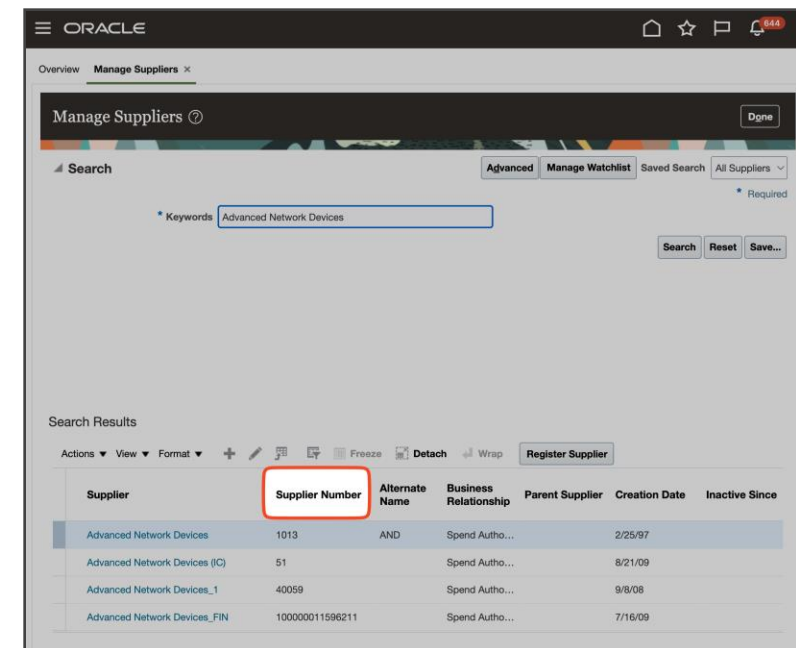 ORACLE 644
Overview Manage Suppliers ×
Manage Suppliers ? Done
Search Advanced Manage Watchlist Saved Search All Suppliers
* Required
* Keywords Advanced Network Devices
Search Reset Save...
Search Results
Actions ▼ View ▼ Format ▼ Freeze Detach Wrap Register Supplier
Supplier Supplier Number Alternate Name Business Relationship Parent Supplier Creation Date Inactive Since
Advanced Network Devices 1013 AND Spend Autho... 2/25/97
Advanced Network Devices (IC) 51 Spend Autho... 8/21/09
Advanced Network Devices_1 40059 Spend Autho... 9/8/08
Advanced Network Devices_FIN 100000011596211 Spend Autho... 7/16/09